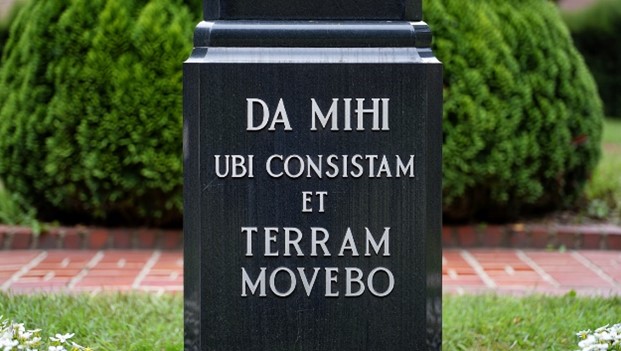 DA MIHI
UBI CONSISTAM
ET
TERRAM
MOVEBO